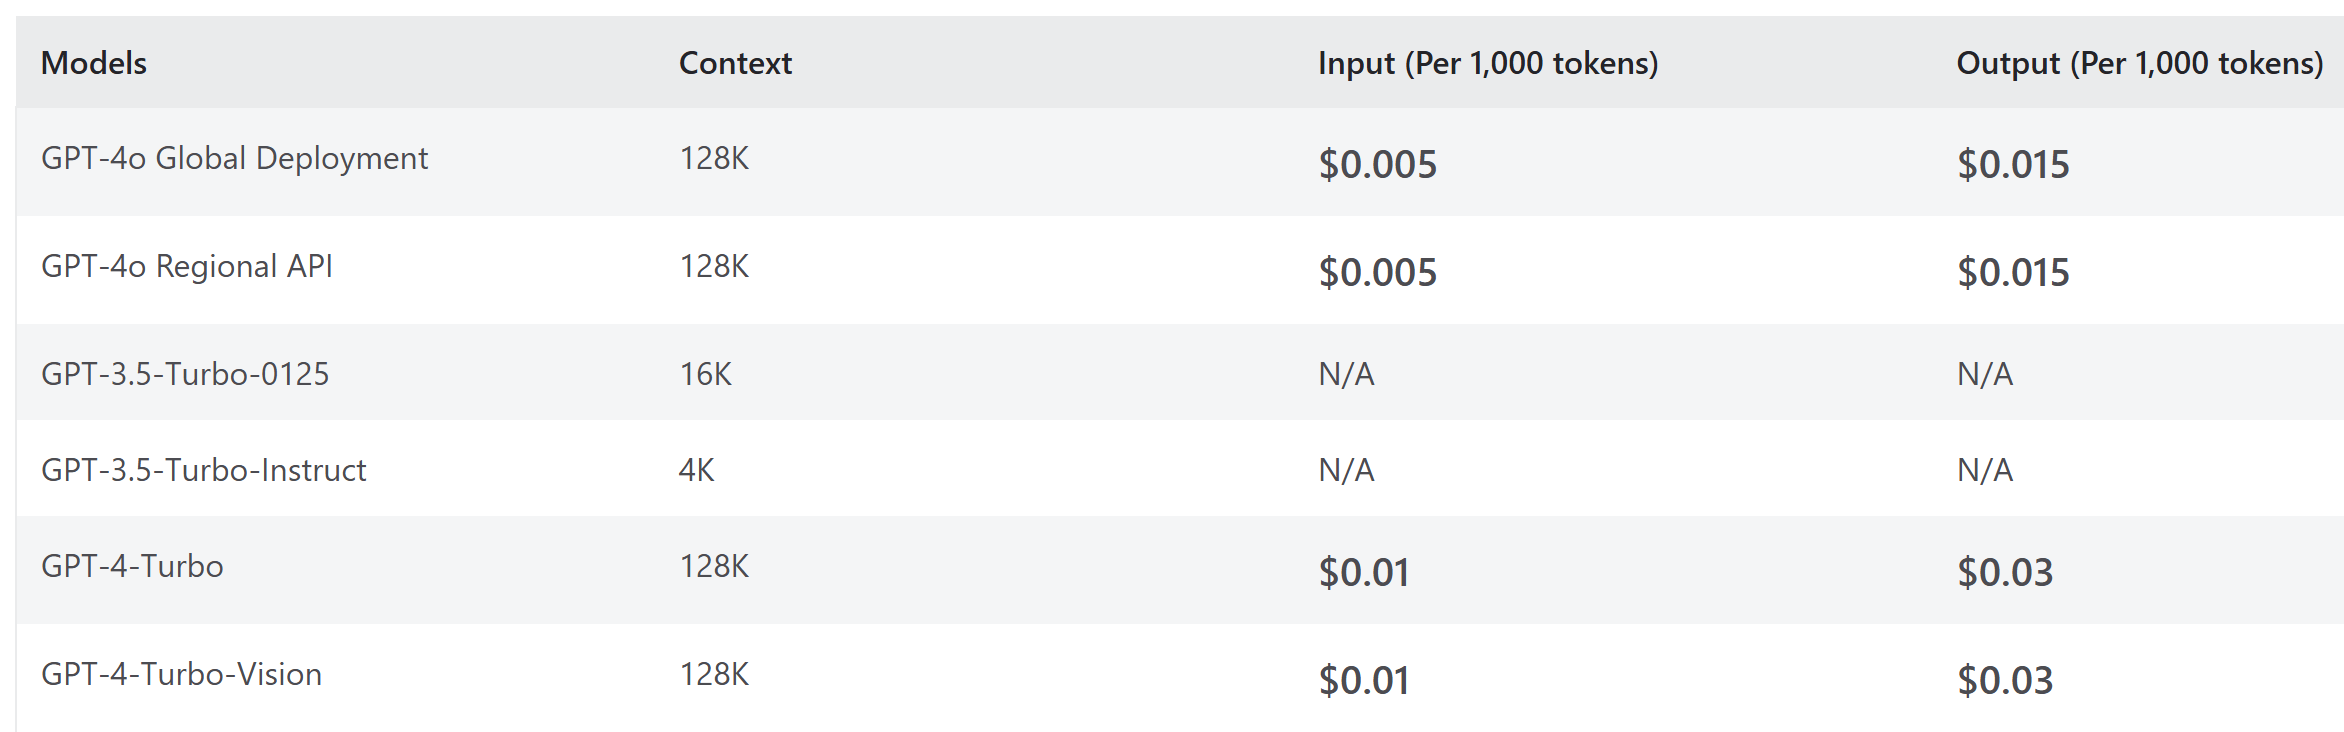 Models Context Input (Per 1,000 tokens) Output (Per 1,000 tokens)
GPT-4o Global Deployment 128K $0.005 $0.015
GPT-4o Regional API 128K $0.005 $0.015
GPT-3.5-Turbo-0125 16K N/A N/A
GPT-3.5-Turbo-Instruct 4K N/A N/A
GPT-4-Turbo 128K $0.01 $0.03
GPT-4-Turbo-Vision 128K $0.01 $0.03